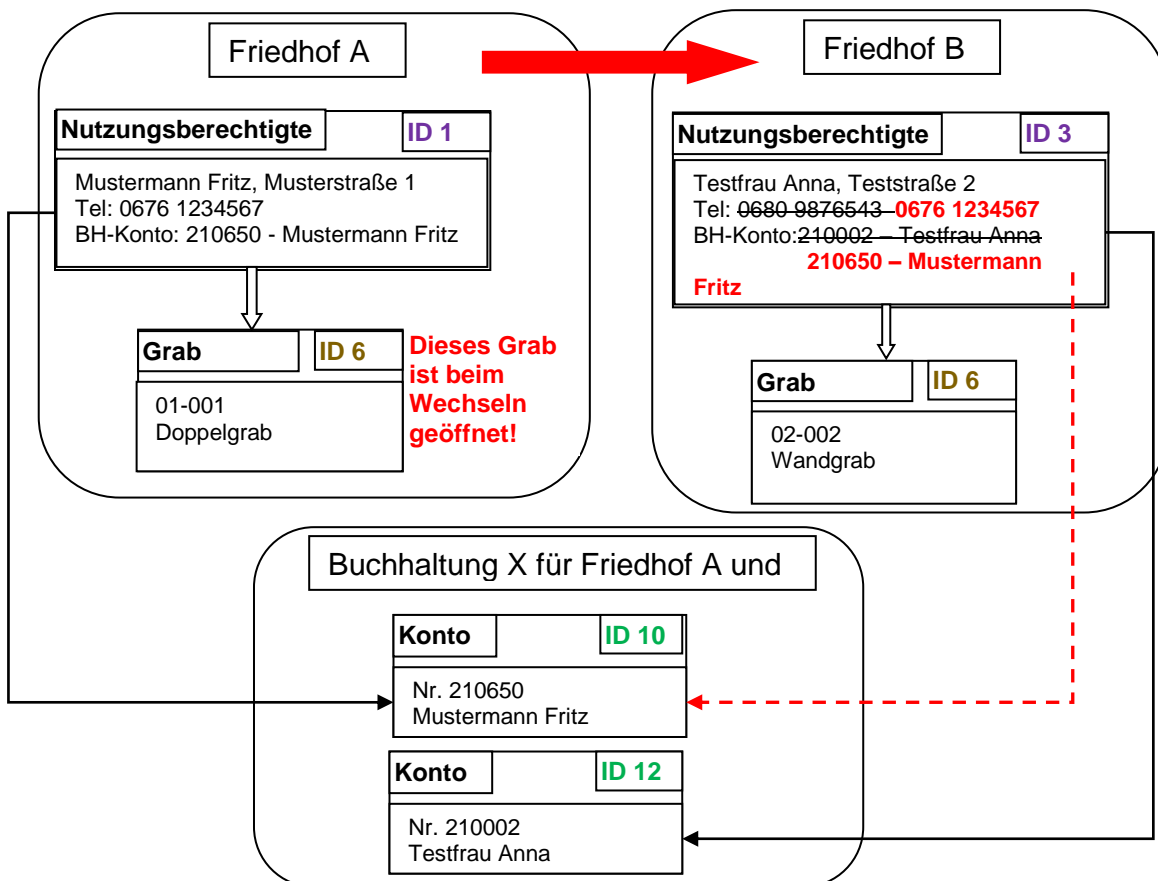 Friedhof A
Nutzungsberechtigte
ID 1
Mustermann Fritz, Musterstraße 1
Tel: 0676 1234567
BH-Konto: 210650 - Mustermann Fritz
Grab
ID 6
01-001
Doppelgrab
Dieses Grab
ist beim
Wechseln
geöffnet!
Friedhof B
Nutzungsberechtigte
ID 3
Testfrau Anna, Teststraße 2
Tel: 0680 9876543 0676 1234567
BH-Konto:210002 – Testfrau Anna
210650 – Mustermann
Fritz
Grab
ID 6
02-002
Wandgrab
Buchhaltung X für Friedhof A und
Konto
ID 10
Nr. 210650
Mustermann Fritz
Konto
ID 12
Nr. 210002
Testfrau Anna